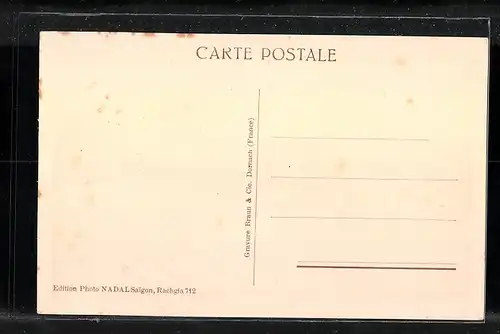 CARTE POSTALE
Gravure Braun & Cie. Dornach (France)
Edition Photo NADAL Saigon, Rachgia 712